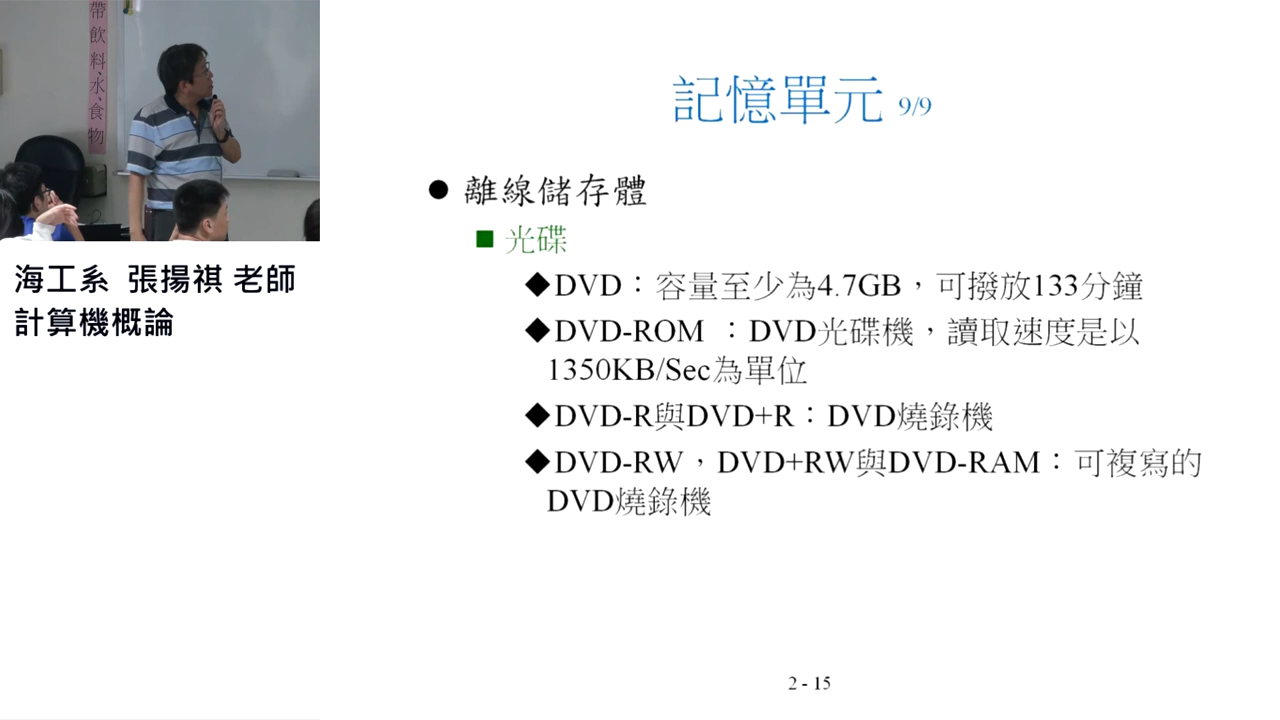 帶飲料、水、食物
海工系 張揚祺 老師
計算機概論
記憶單元 9/9
● 離線儲存體
■ 光碟
◆DVD：容量至少為4.7GB，可撥放133分鐘
◆DVD-ROM ：DVD光碟機，讀取速度是以
1350KB/Sec為單位
◆DVD-R與DVD+R：DVD燒錄機
◆DVD-RW，DVD+RW與DVD-RAM：可複寫的
DVD燒錄機
2 - 15